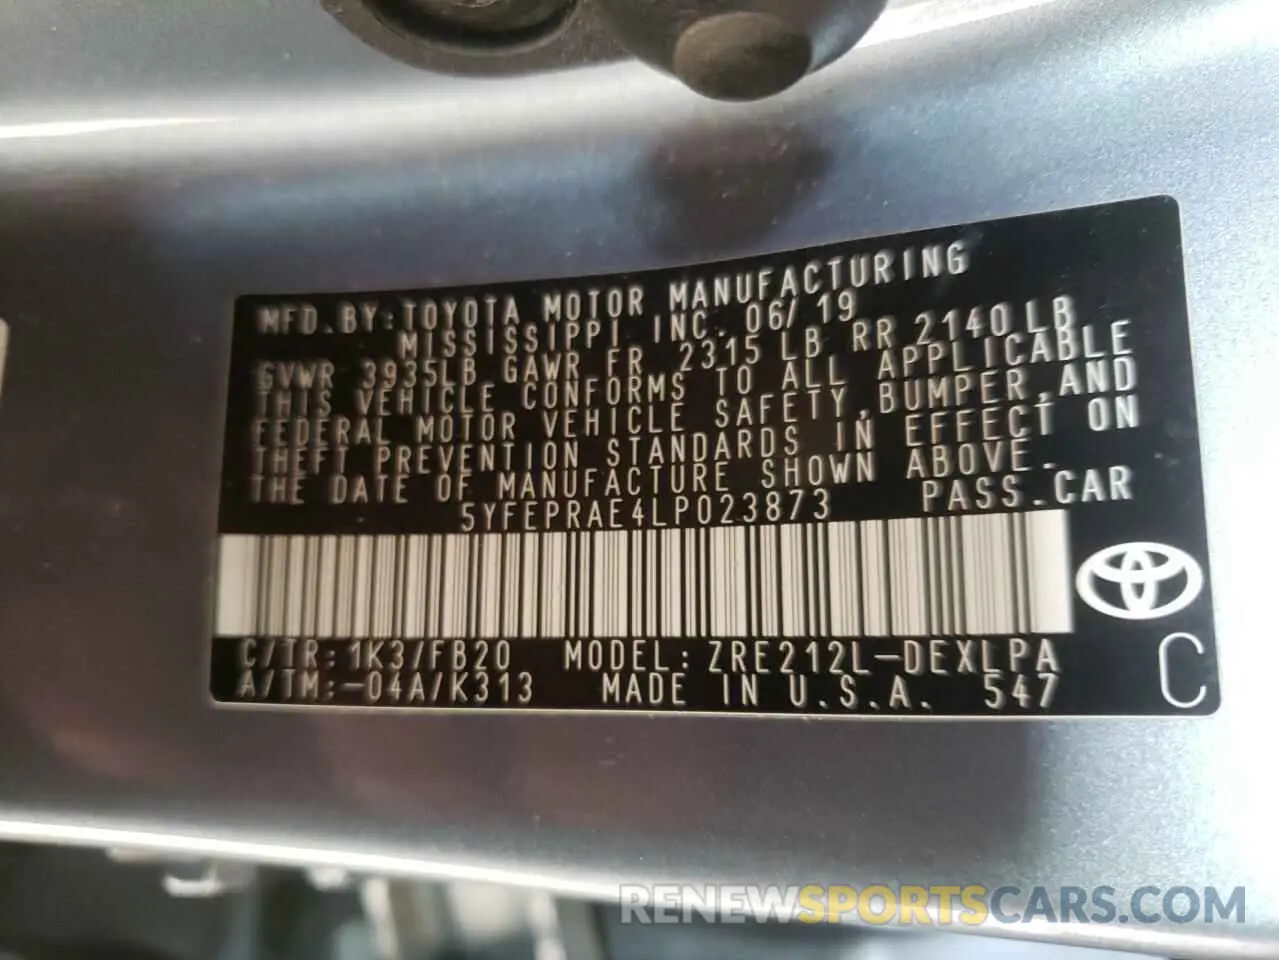 MFD.BY:TOYOTA MOTOR MANUFACTURING
MISSISSIPPI INC. 06/19
GVWR 3935LB GAWR FR 2315 LB RR 2140 LB
THIS VEHICLE CONFORMS TO ALL APPLICABLE
FEDERAL MOTOR VEHICLE SAFETY,BUMPER,AND
THEFT PREVENTION STANDARDS IN EFFECT ON
THE DATE OF MANUFACTURE SHOWN ABOVE.
5YFEPRAE4LP023873 PASS.CAR
C/TR:1K3/FB20 MODEL:ZRE212L-DEXLPA
A/TM:-04A/K313 MADE IN U.S.A. 547
C
RENEWSPORTSCARS.COM